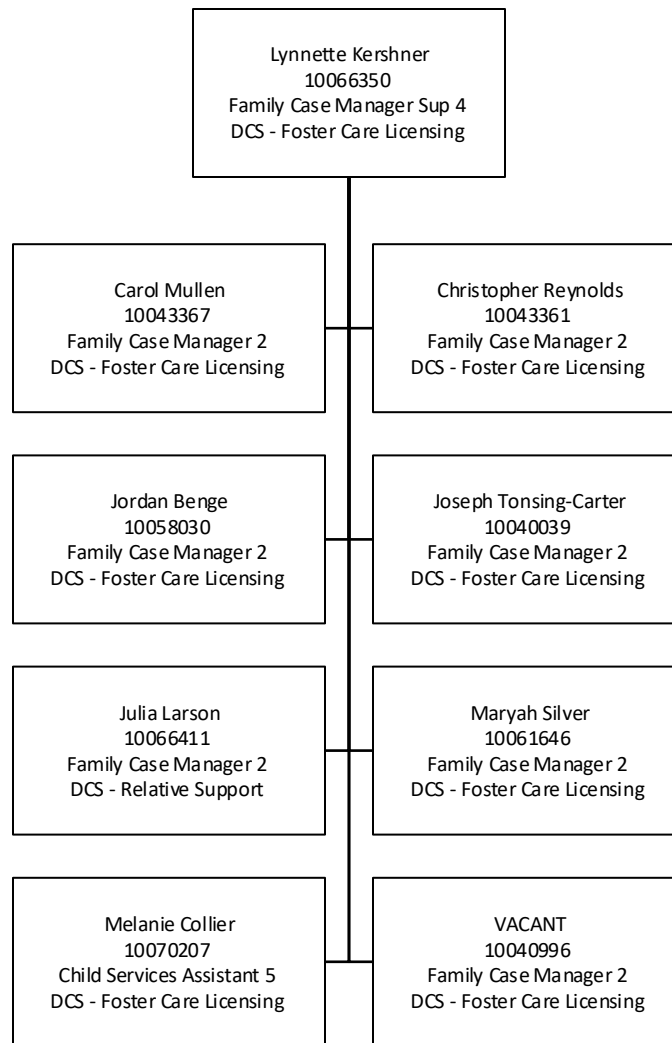 Lynnette Kershner
10066350
Family Case Manager Sup 4
DCS - Foster Care Licensing
Carol Mullen
10043367
Family Case Manager 2
DCS - Foster Care Licensing
Christopher Reynolds
10043361
Family Case Manager 2
DCS - Foster Care Licensing
Jordan Benge
10058030
Family Case Manager 2
DCS - Foster Care Licensing
Joseph Tonsing-Carter
10040039
Family Case Manager 2
DCS - Foster Care Licensing
Julia Larson
10066411
Family Case Manager 2
DCS - Relative Support
Maryah Silver
10061646
Family Case Manager 2
DCS - Foster Care Licensing
Melanie Collier
10070207
Child Services Assistant 5
DCS - Foster Care Licensing
VACANT
10040996
Family Case Manager 2
DCS - Foster Care Licensing